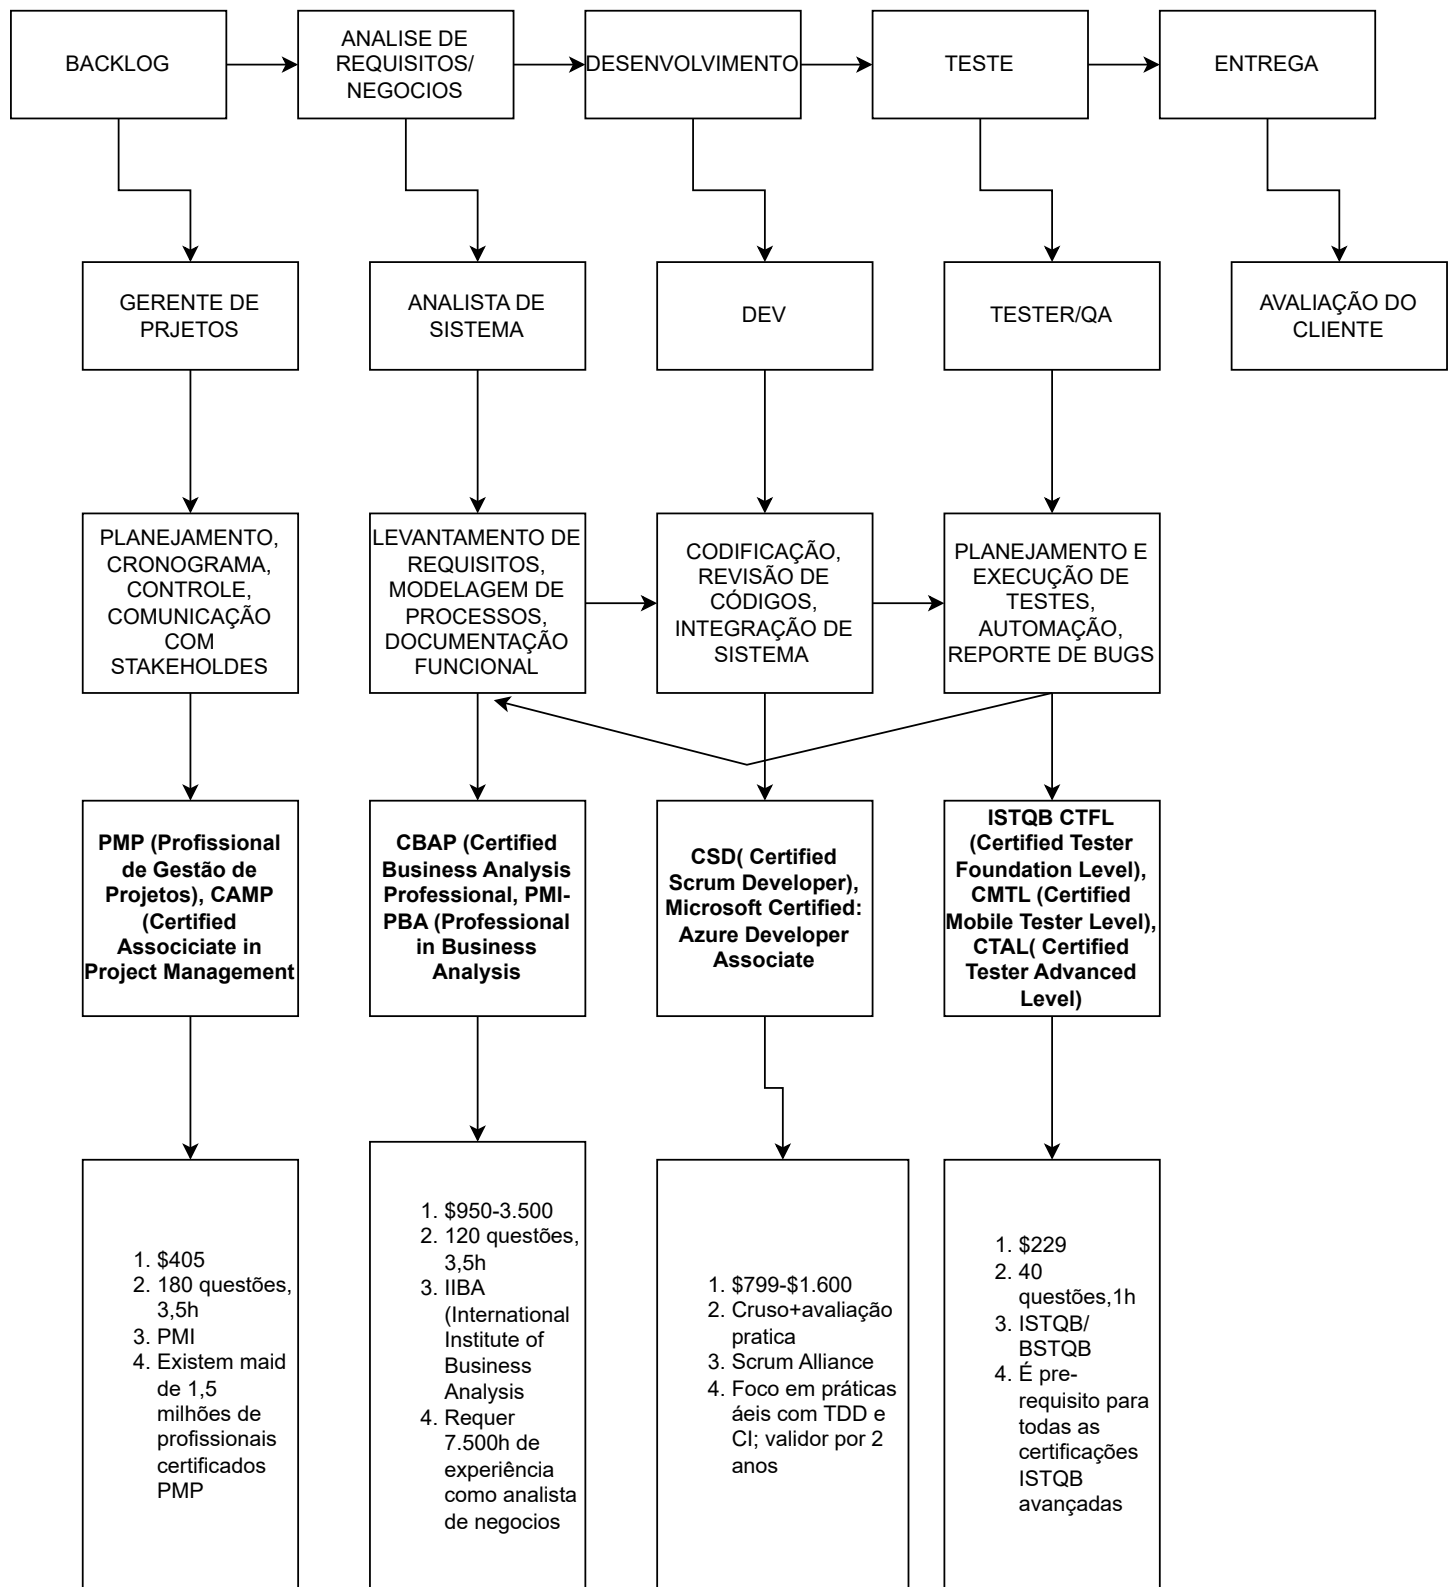 BACKLOG
ANALISE DE
REQUISITOS/
NEGOCIOS
DESENVOLVIMENTO
TESTE
ENTREGA
GERENTE DE
PRJETOS
ANALISTA DE
SISTEMA
DEV
TESTER/QA
AVALIAÇÃO DO
CLIENTE
PLANEJAMENTO,
CRONOGRAMA,
CONTROLE,
COMUNICAÇÃO
COM
STAKEHOLDES
LEVANTAMENTO DE
REQUISITOS,
MODELAGEM DE
PROCESSOS,
DOCUMENTAÇÃO
FUNCIONAL
CODIFICAÇÃO,
REVISÃO DE
CÓDIGOS,
INTEGRAÇÃO DE
SISTEMA
PLANEJAMENTO E
EXECUÇÃO DE
TESTES,
AUTOMAÇÃO,
REPORTE DE BUGS
PMP (Profissional
de Gestão de
Projetos), CAMP
(Certified
Associciate in
Project Management
CBAP (Certified
Business Analysis
Professional, PMI-
PBA (Professional
in Business
Analysis
CSD( Certified
Scrum Developer),
Microsoft Certified:
Azure Developer
Associate
ISTQB CTFL
(Certified Tester
Foundation Level),
CMTL (Certified
Mobile Tester Level),
CTAL( Certified
Tester Advanced
Level)
1. $405
2. 180 questões,
3,5h
3. PMI
4. Existem maid
de 1,5
milhões de
profissionais
certificados
PMP
1. $950-3.500
2. 120 questões,
3,5h
3. IIBA
(International
Institute of
Business
Analysis
4. Requer
7.500h de
experiência
como analista
de negocios
1. $799-$1.600
2. Cruso+avaliação
pratica
3. Scrum Alliance
4. Foco em práticas
áeis com TDD e
CI; validor por 2
anos
1. $229
2. 40
questões,1h
3. ISTQB/
BSTQB
4. É pre-
requisito para
todas as
certificações
ISTQB
avançadas